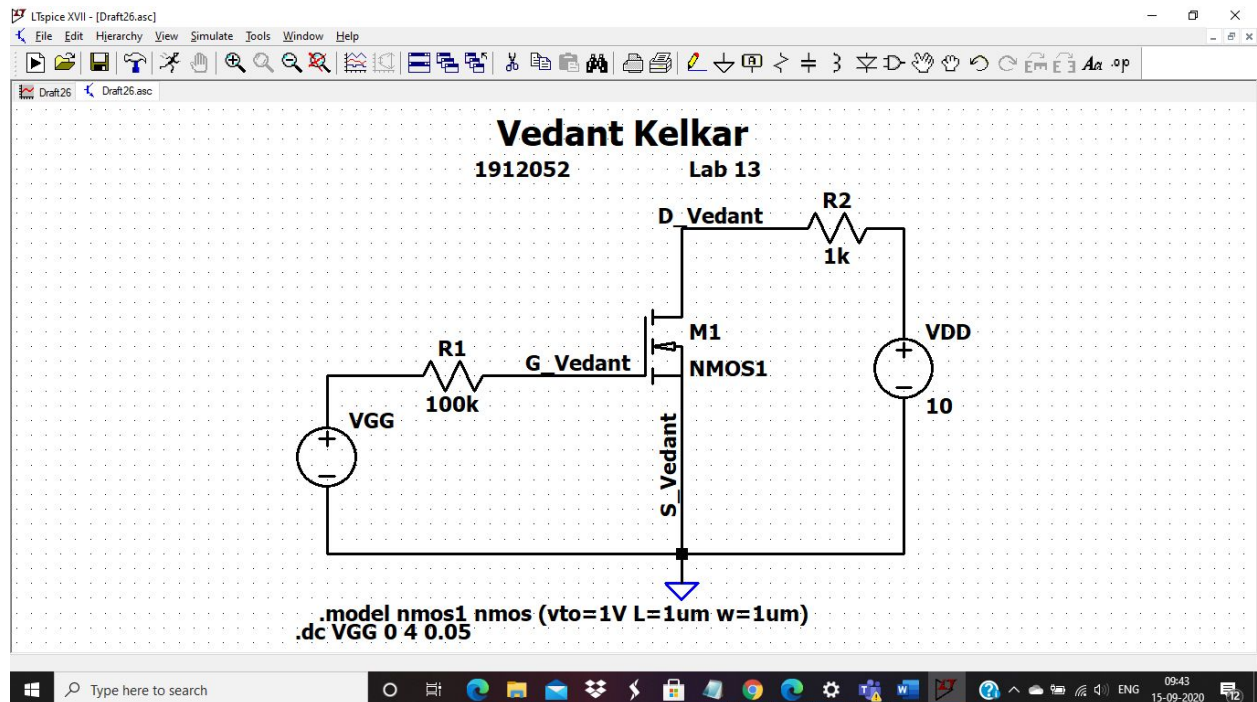 LTspice XVII - [Draft26.asc]
File Edit Hierarchy View Simulate Tools Window Help
Aa .op
Draft26 Draft26.asc
Vedant Kelkar
1912052 Lab 13
R2
D_Vedant
1k
M1
VDD
R1
G_Vedant
NMOS1
100k
10
VGG
S_Vedant
.model nmos1 nmos (vto=1V L=1um w=1um)
.dc VGG 0 4 0.05
Type here to search
ENG
09:43
15-09-2020